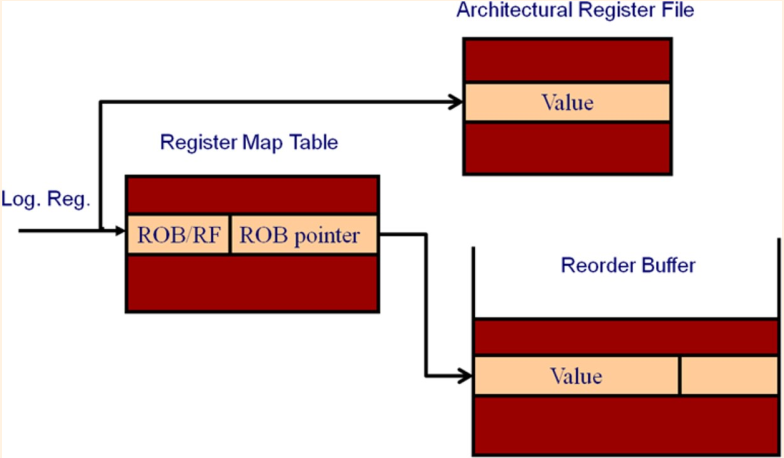 Architectural Register File
Value
Register Map Table
Log. Reg.
ROB/RF
ROB pointer
Reorder Buffer
Value